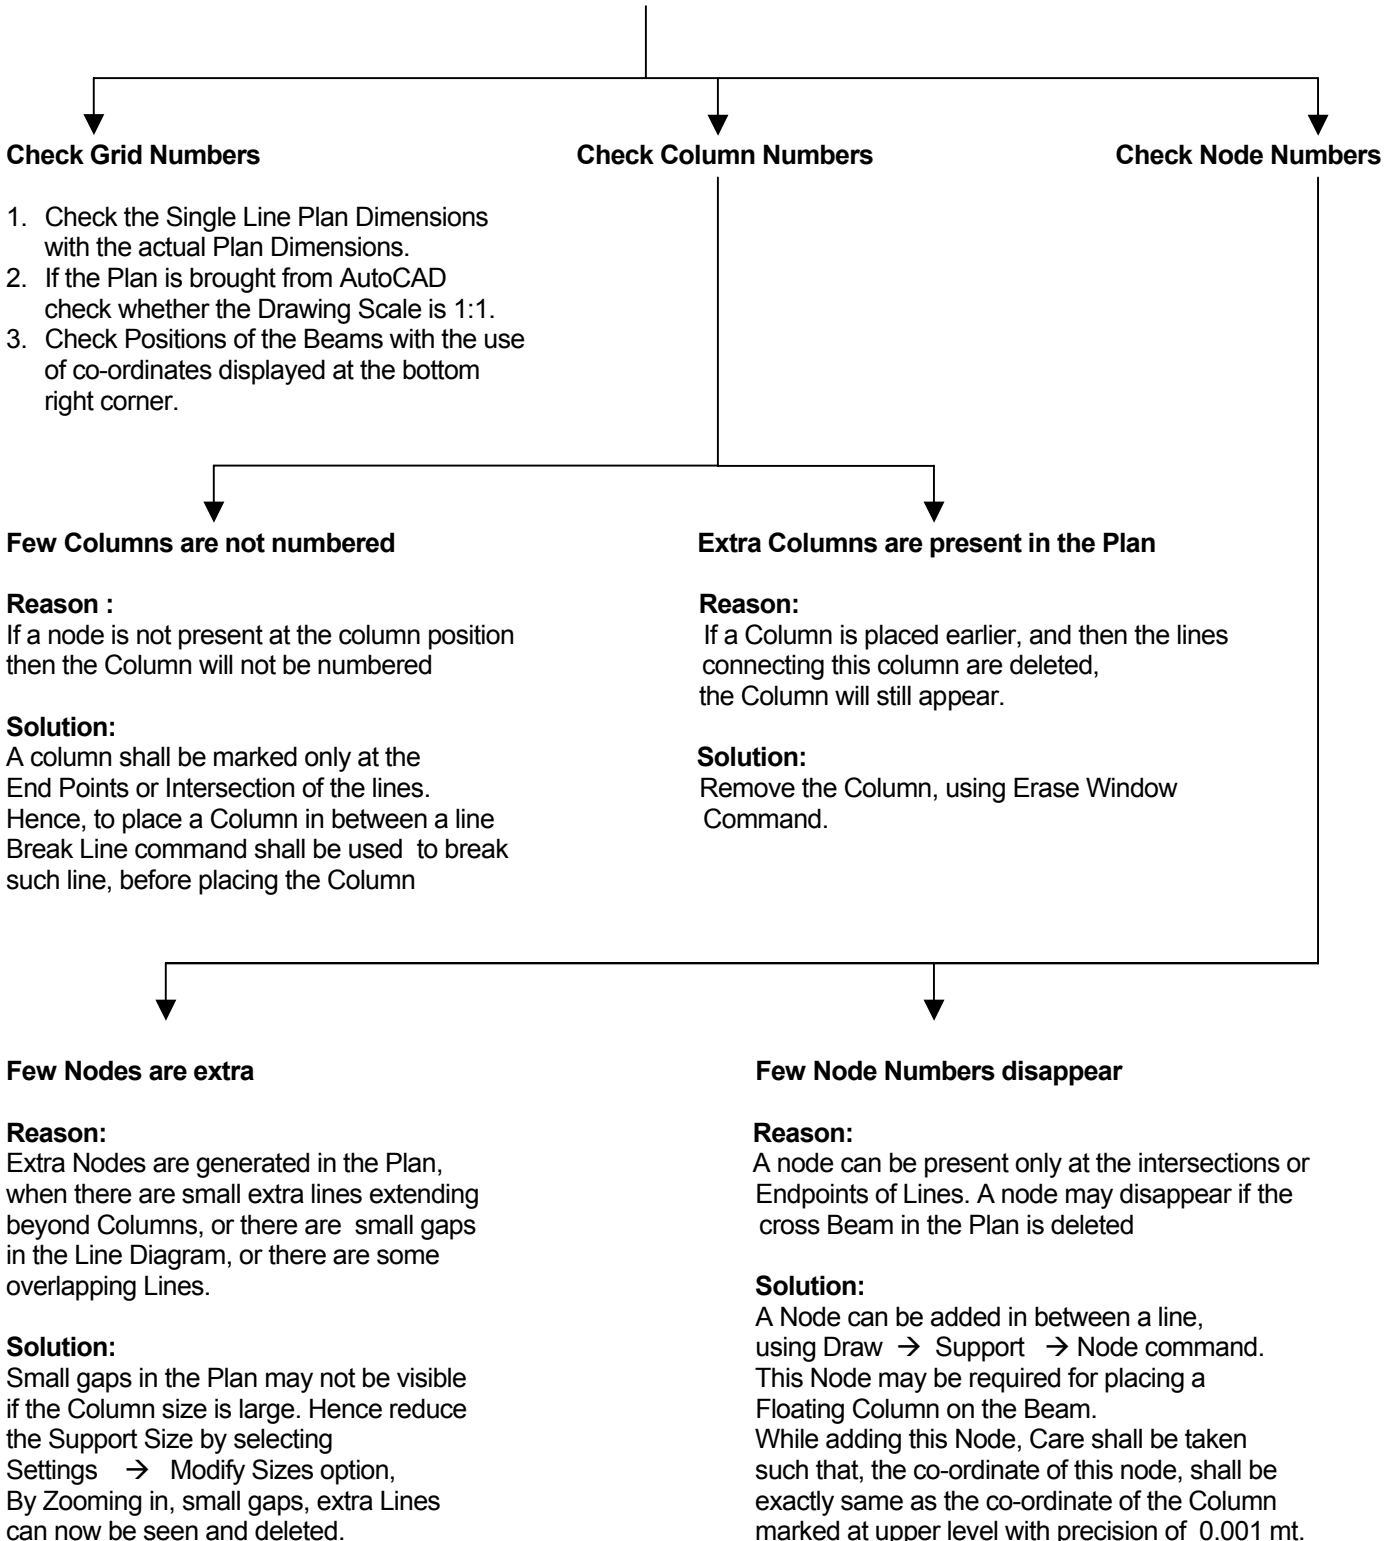 Check Grid Numbers
Check Column Numbers
Check Node Numbers
1. Check the Single Line Plan Dimensions
with the actual Plan Dimensions.
2. If the Plan is brought from AutoCAD
check whether the Drawing Scale is 1:1.
3. Check Positions of the Beams with the use
of co-ordinates displayed at the bottom
right corner.
Few Columns are not numbered
Reason :
If a node is not present at the column position
then the Column will not be numbered
Solution:
A column shall be marked only at the
End Points or Intersection of the lines.
Hence, to place a Column in between a line
Break Line command shall be used to break
such line, before placing the Column
Extra Columns are present in the Plan
Reason:
If a Column is placed earlier, and then the lines
connecting this column are deleted,
the Column will still appear.
Solution:
Remove the Column, using Erase Window
Command.
Few Nodes are extra
Reason:
Extra Nodes are generated in the Plan,
when there are small extra lines extending
beyond Columns, or there are small gaps
in the Line Diagram, or there are some
overlapping Lines.
Solution:
Small gaps in the Plan may not be visible
if the Column size is large. Hence reduce
the Support Size by selecting
Settings → Modify Sizes option,
By Zooming in, small gaps, extra Lines
can now be seen and deleted.
Few Node Numbers disappear
Reason:
A node can be present only at the intersections or
Endpoints of Lines. A node may disappear if the
cross Beam in the Plan is deleted
Solution:
A Node can be added in between a line,
using Draw → Support → Node command.
This Node may be required for placing a
Floating Column on the Beam.
While adding this Node, Care shall be taken
such that, the co-ordinate of this node, shall be
exactly same as the co-ordinate of the Column
marked at upper level with precision of 0.001 mt.